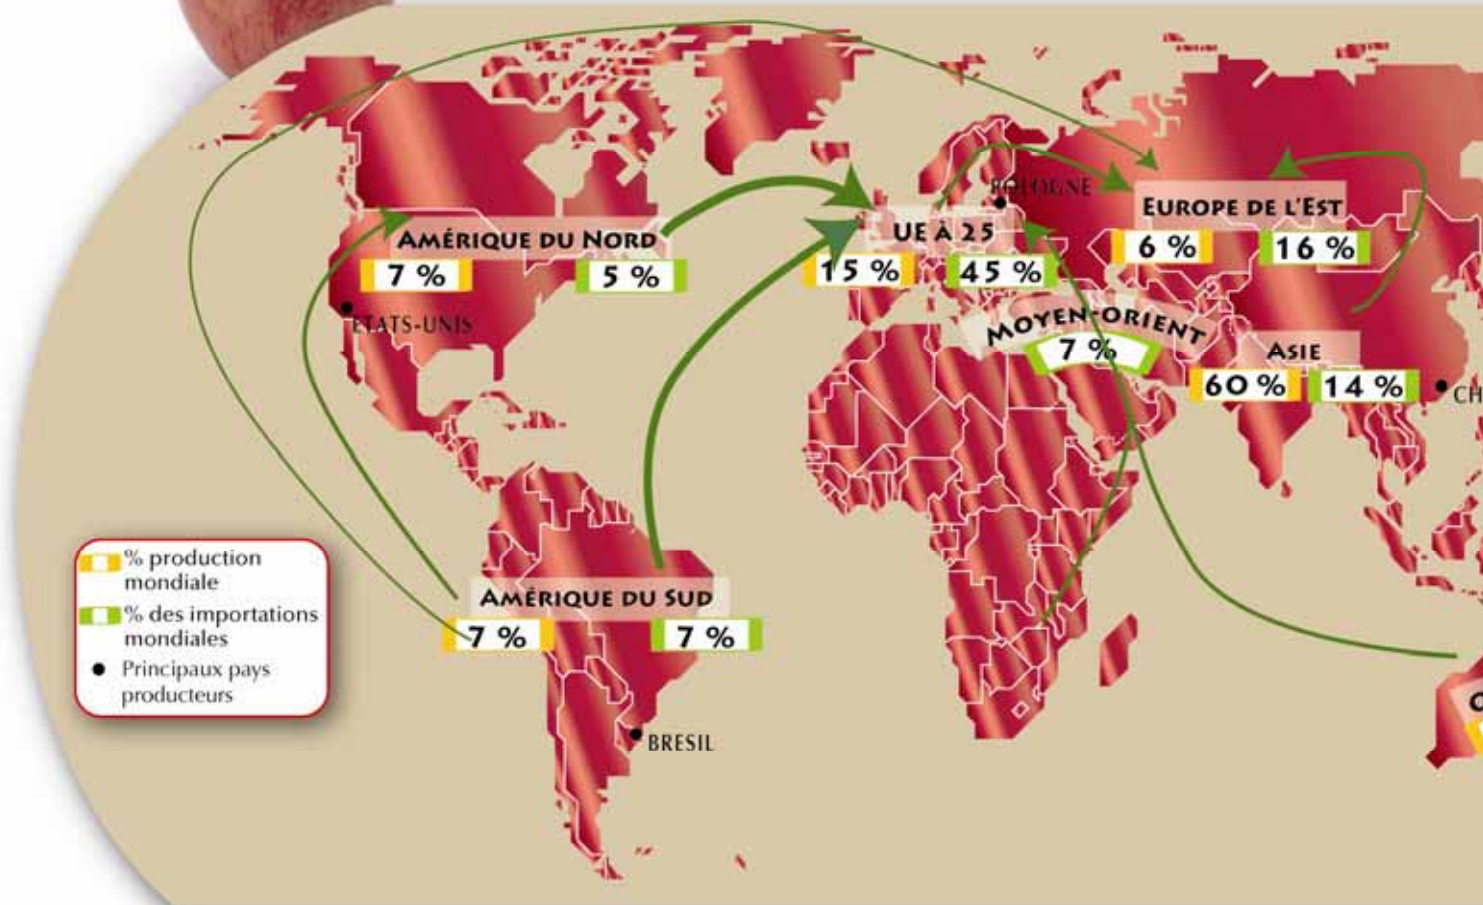 POLOGNE
EUROPE DE L'EST
6 % 16 %
AMÉRIQUE DU NORD
7 % 5 %
UE À 25
15 % 45 %
ETATS-UNIS
MOYEN-ORIENT
7 %
ASIE
60 % 14 %
CH
AMÉRIQUE DU SUD
7 % 7 %
BRESIL
O
% production
mondiale
% des importations
mondiales
Principaux pays
producteurs